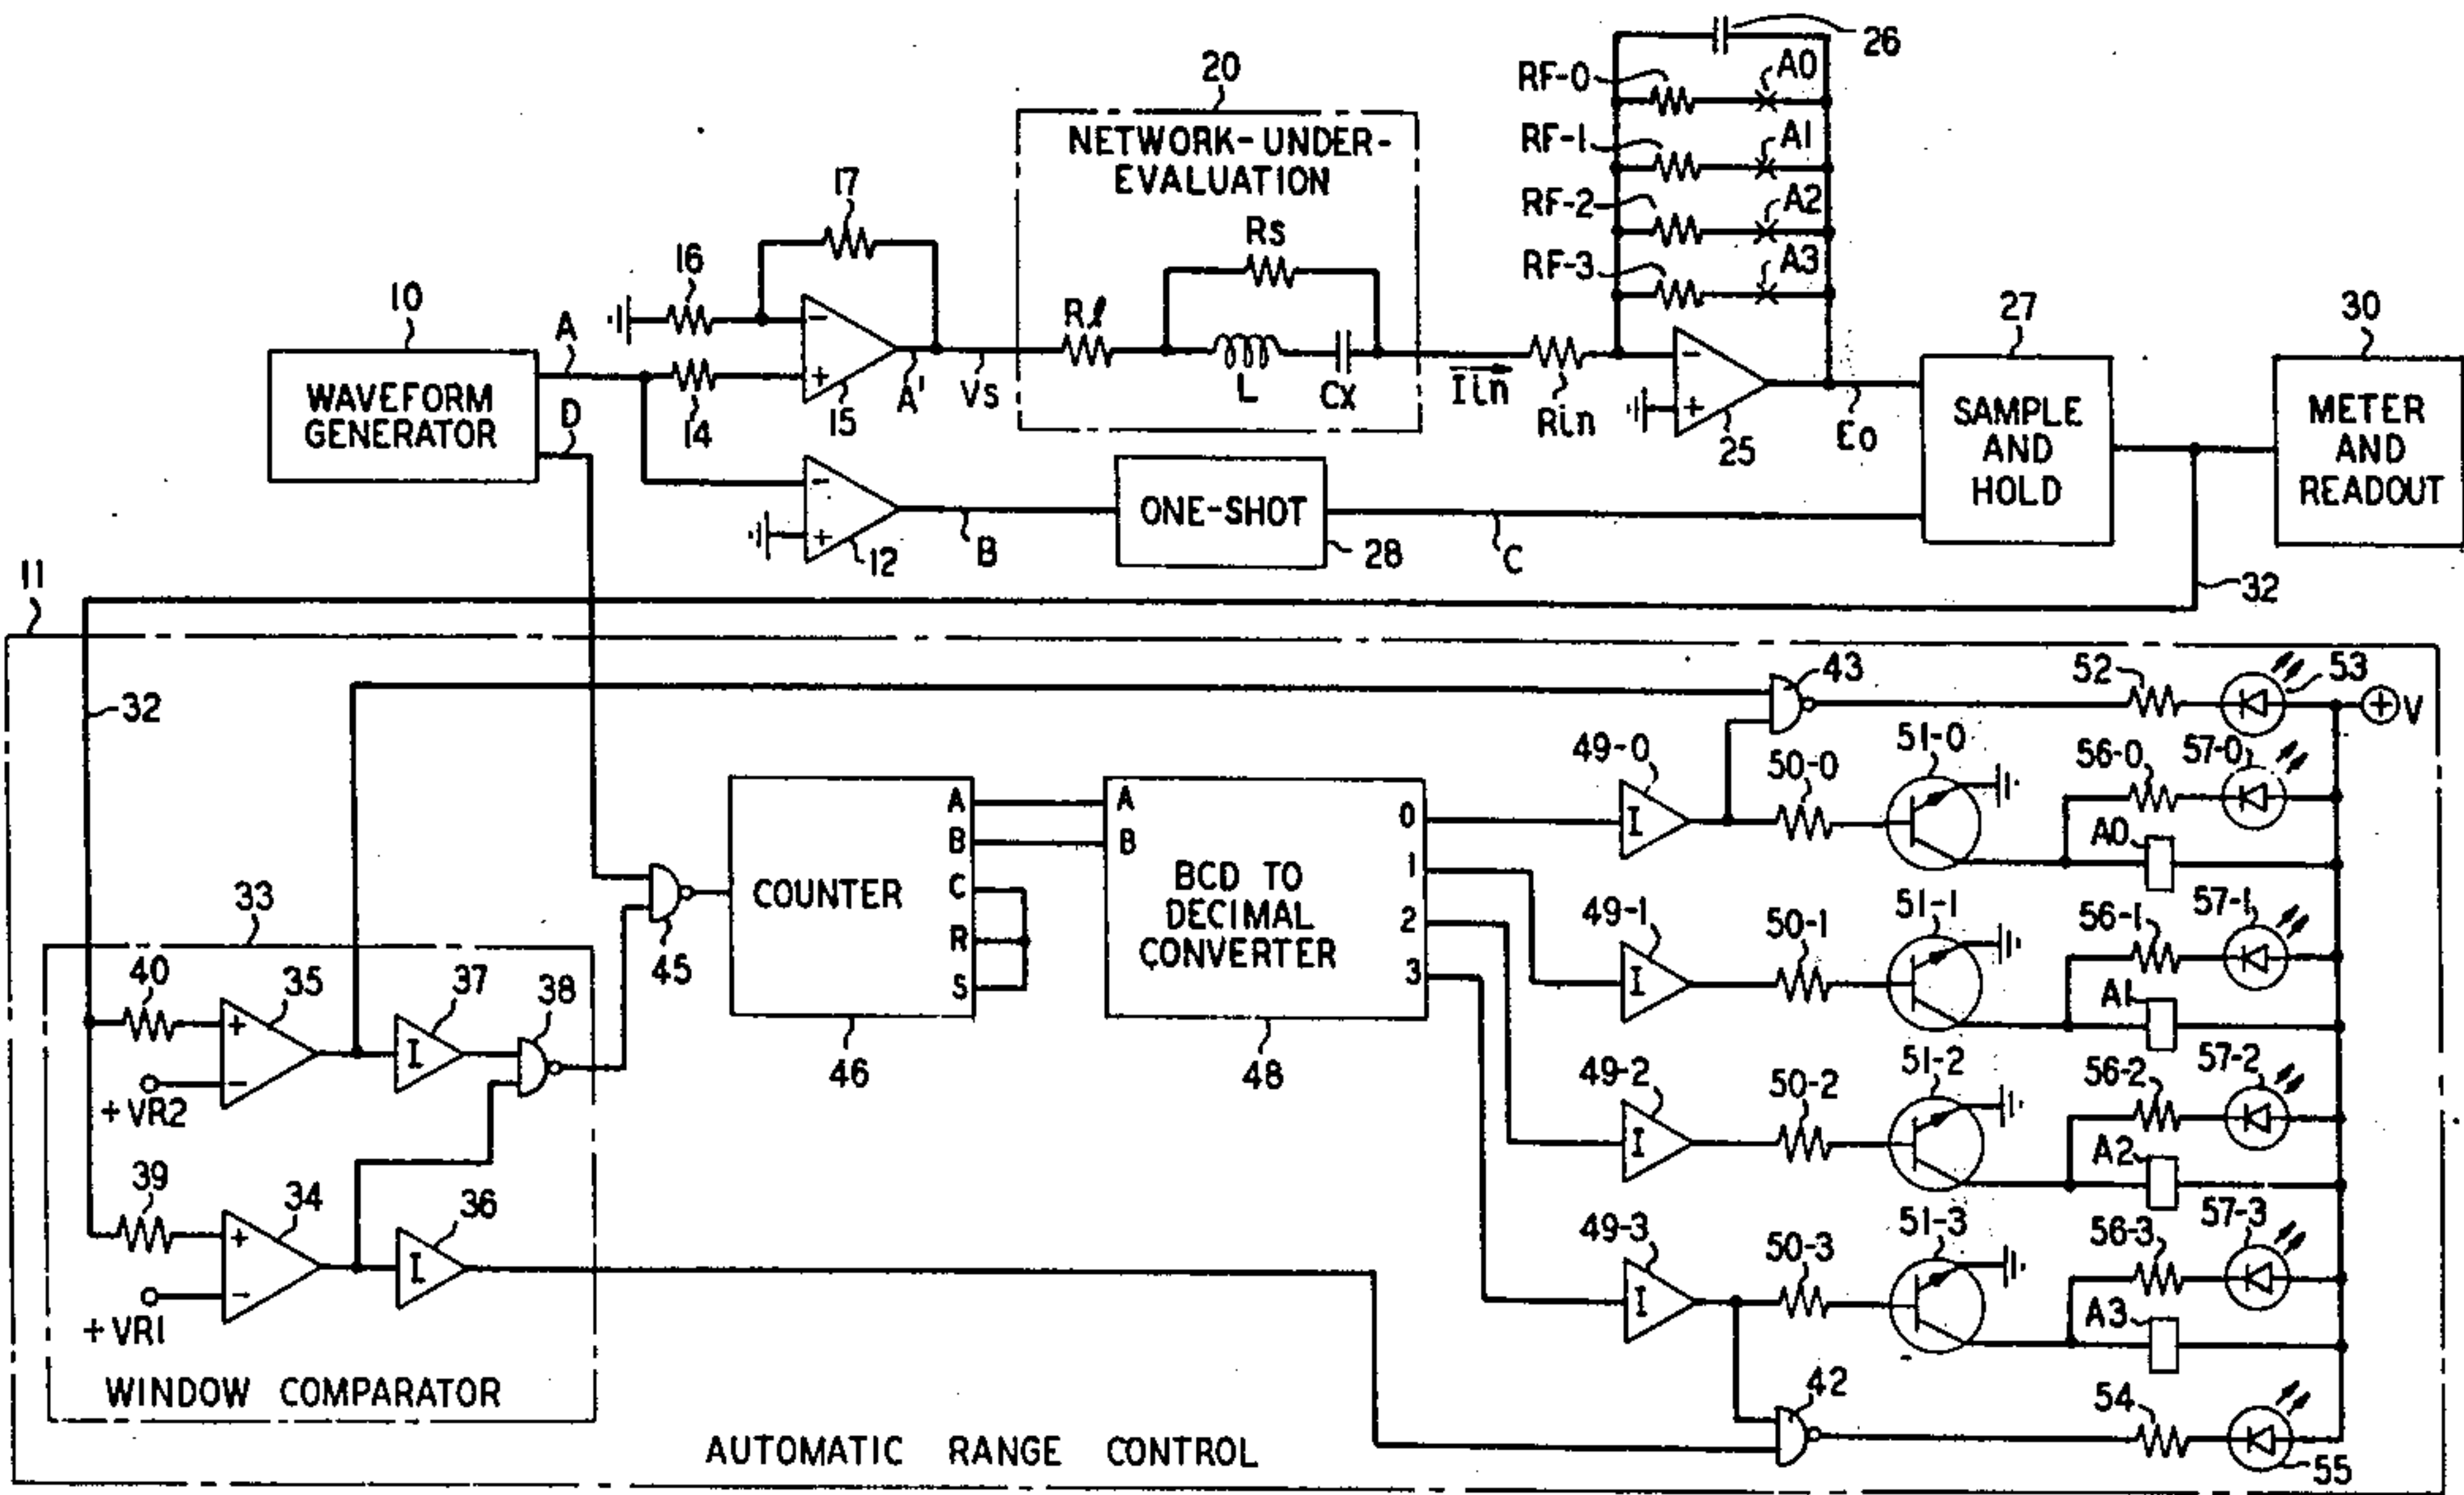 26
20
RF-0
A0
NETWORK-UNDER-
EVALUATION
RF-1
A1
17
RF-2
A2
Rs
16
RF-3
A3
10
A
Rℓ
27
30
WAVEFORM
GENERATOR
D
14
15
A'
Vs
L
Cx
Iin
Rin
25
Eo
SAMPLE
AND
HOLD
METER
AND
READOUT
ONE-SHOT
12
B
28
C
32
11
32
43
52
53
+V
49-0
50-0
51-0
56-0
57-0
A0
A
B
A
B
0
I
COUNTER
C
R
S
BCD TO
DECIMAL
CONVERTER
1
2
3
45
46
48
49-1
50-1
51-1
56-1
57-1
A1
I
33
40
35
37
38
I
+VR2
49-2
50-2
51-2
56-2
57-2
A2
I
39
34
36
I
+VR1
49-3
50-3
51-3
56-3
57-3
A3
I
WINDOW COMPARATOR
42
54
55
AUTOMATIC RANGE CONTROL